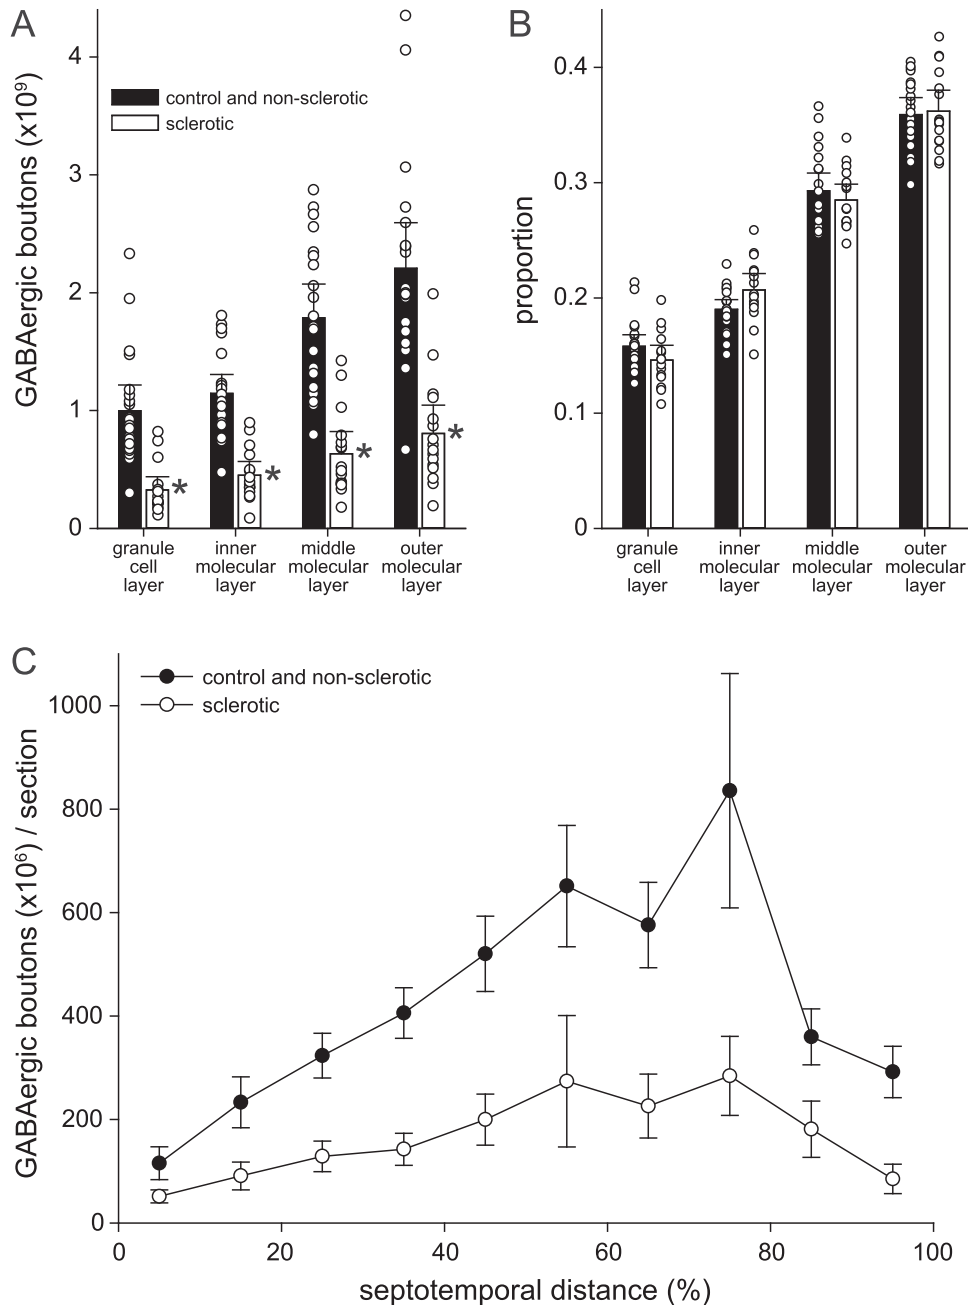 A
GABAergic boutons (x10⁹)
4
3
2
1
0
control and non-sclerotic
sclerotic
*
*
*
*
granule
cell
layer
inner
molecular
layer
middle
molecular
layer
outer
molecular
layer
B
proportion
0.4
0.3
0.2
0.1
0
granule
cell
layer
inner
molecular
layer
middle
molecular
layer
outer
molecular
layer
C
GABAergic boutons (x10⁶) / section
1000
800
600
400
200
0
control and non-sclerotic
sclerotic
0
20
40
60
80
100
septotemporal distance (%)